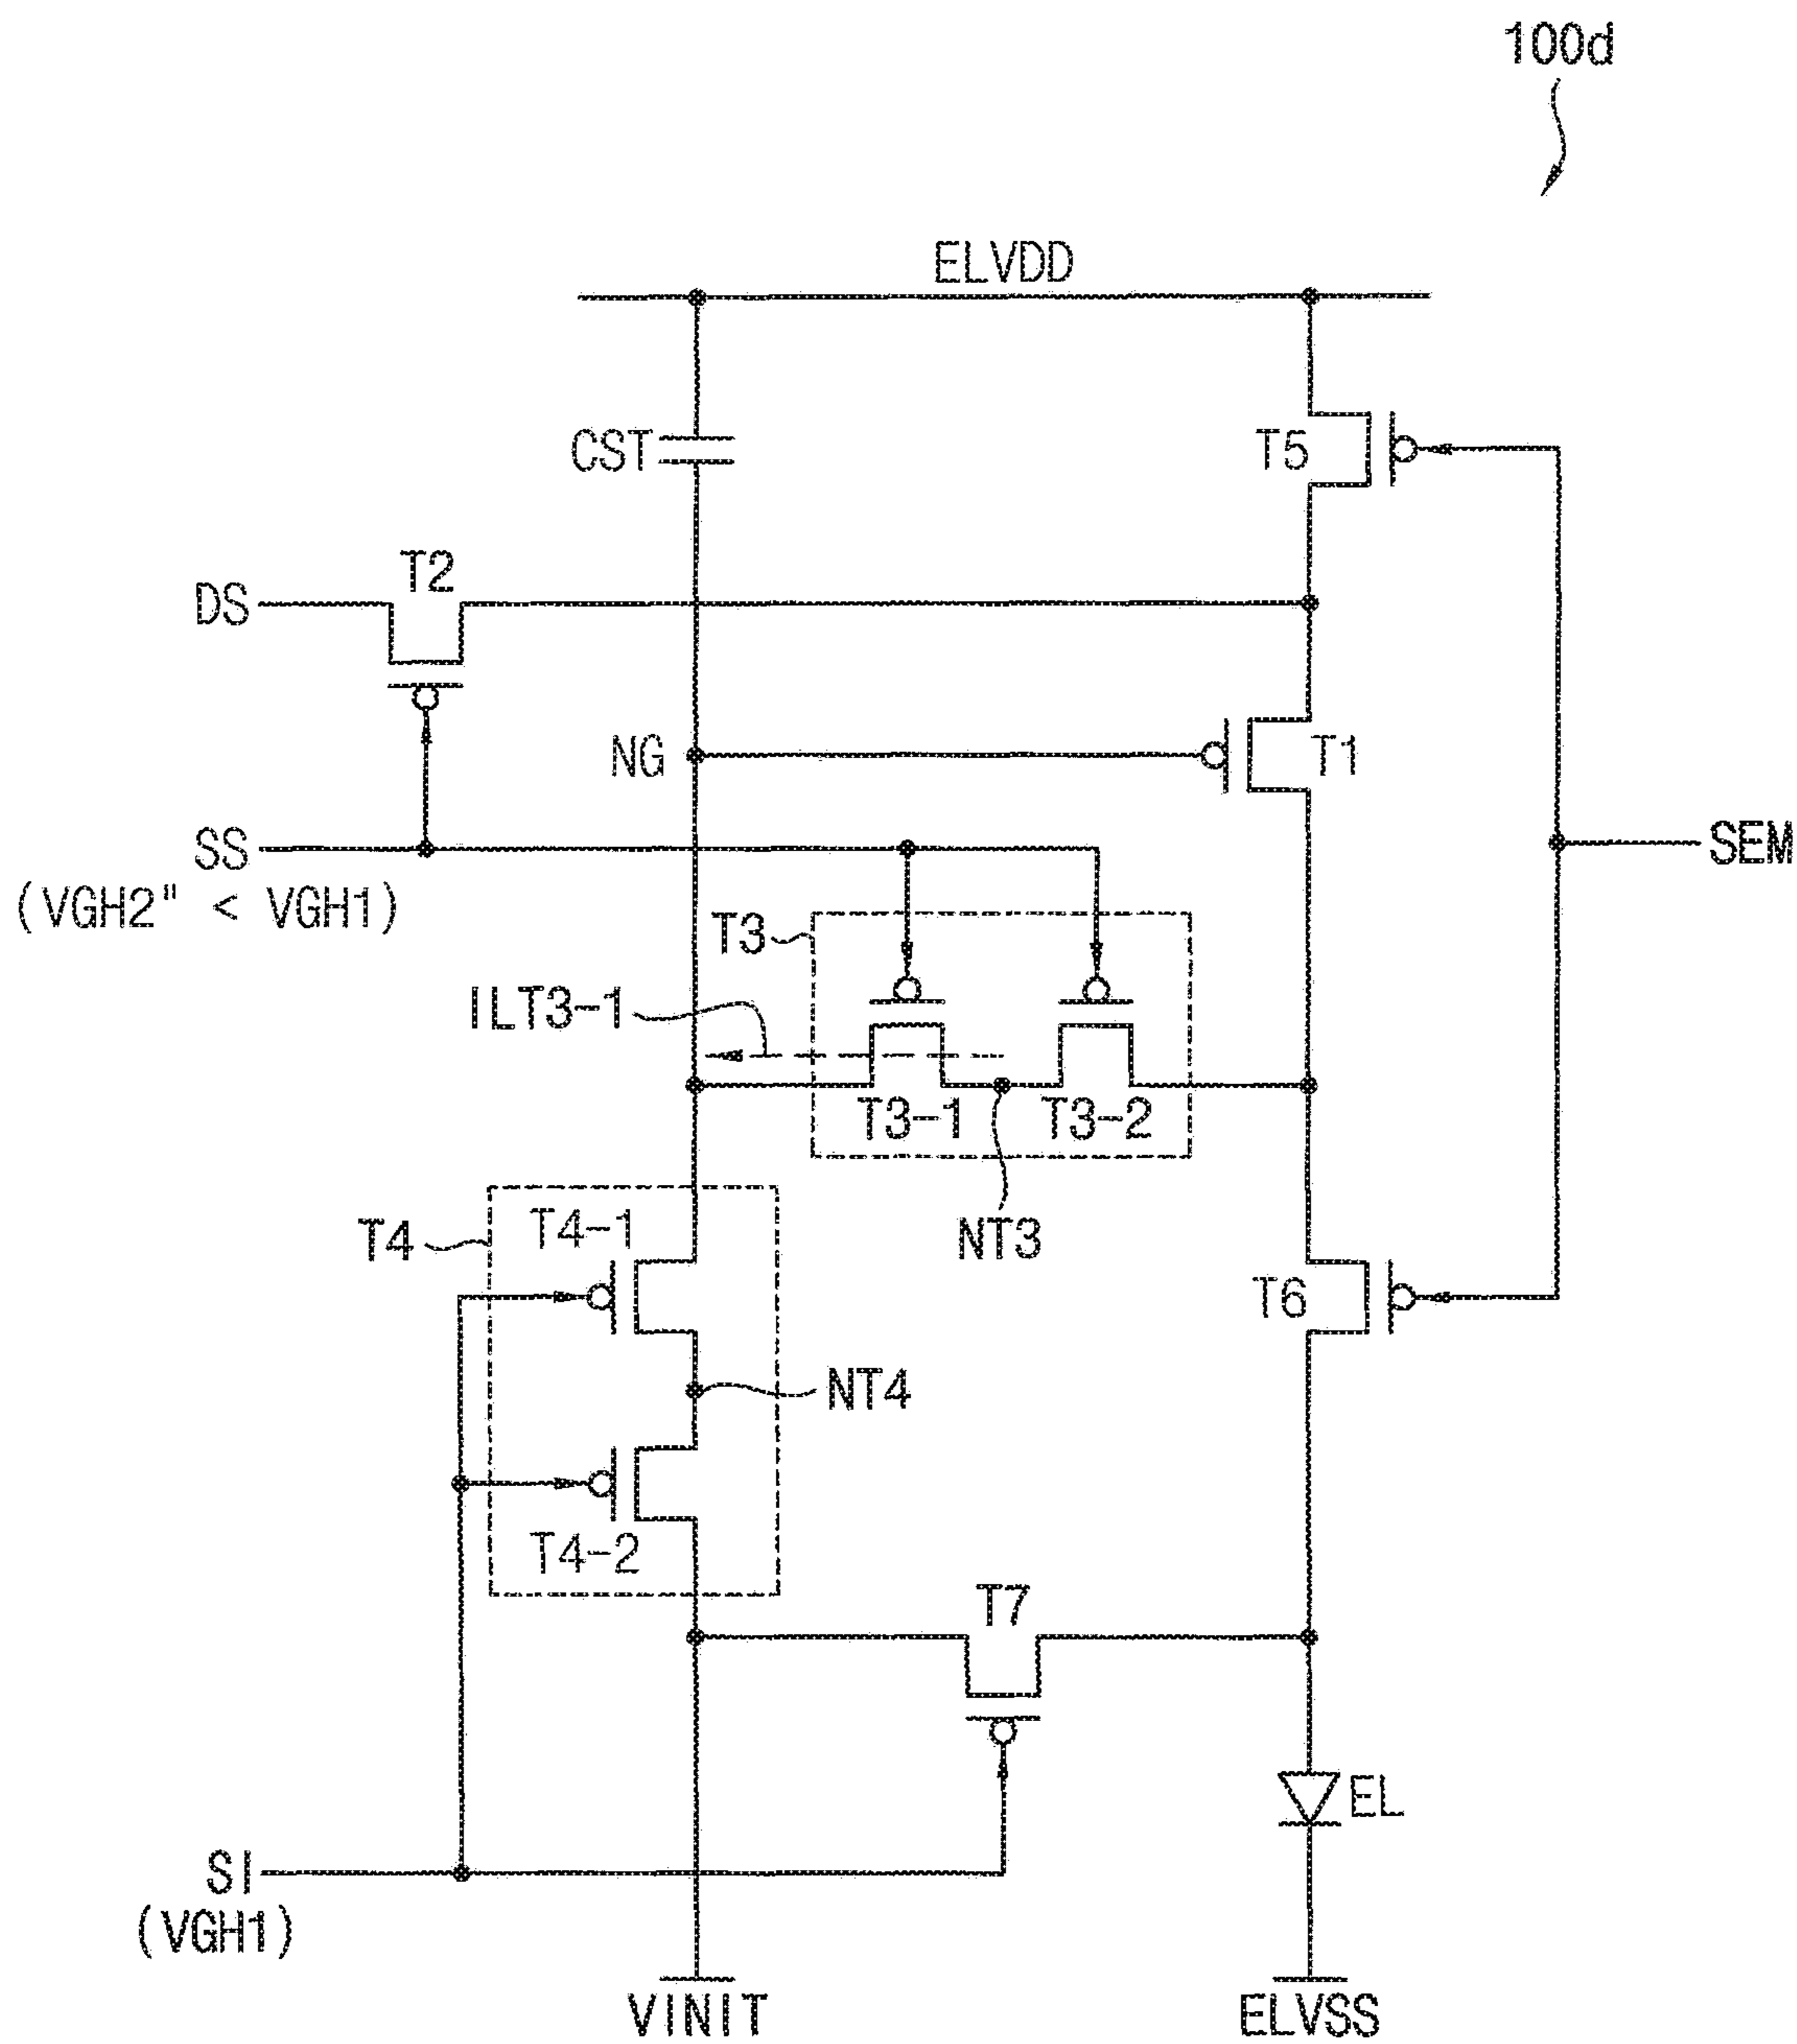 100d
ELVDD
CST
T5
T2
DS
NG
T1
SS
(VGH2" < VGH1)
SEM
T3
ILT3-1
T3-1
T3-2
T4
T4-1
NT3
T6
NT4
T4-2
T7
EL
SI
(VGH1)
VINIT
ELVSS